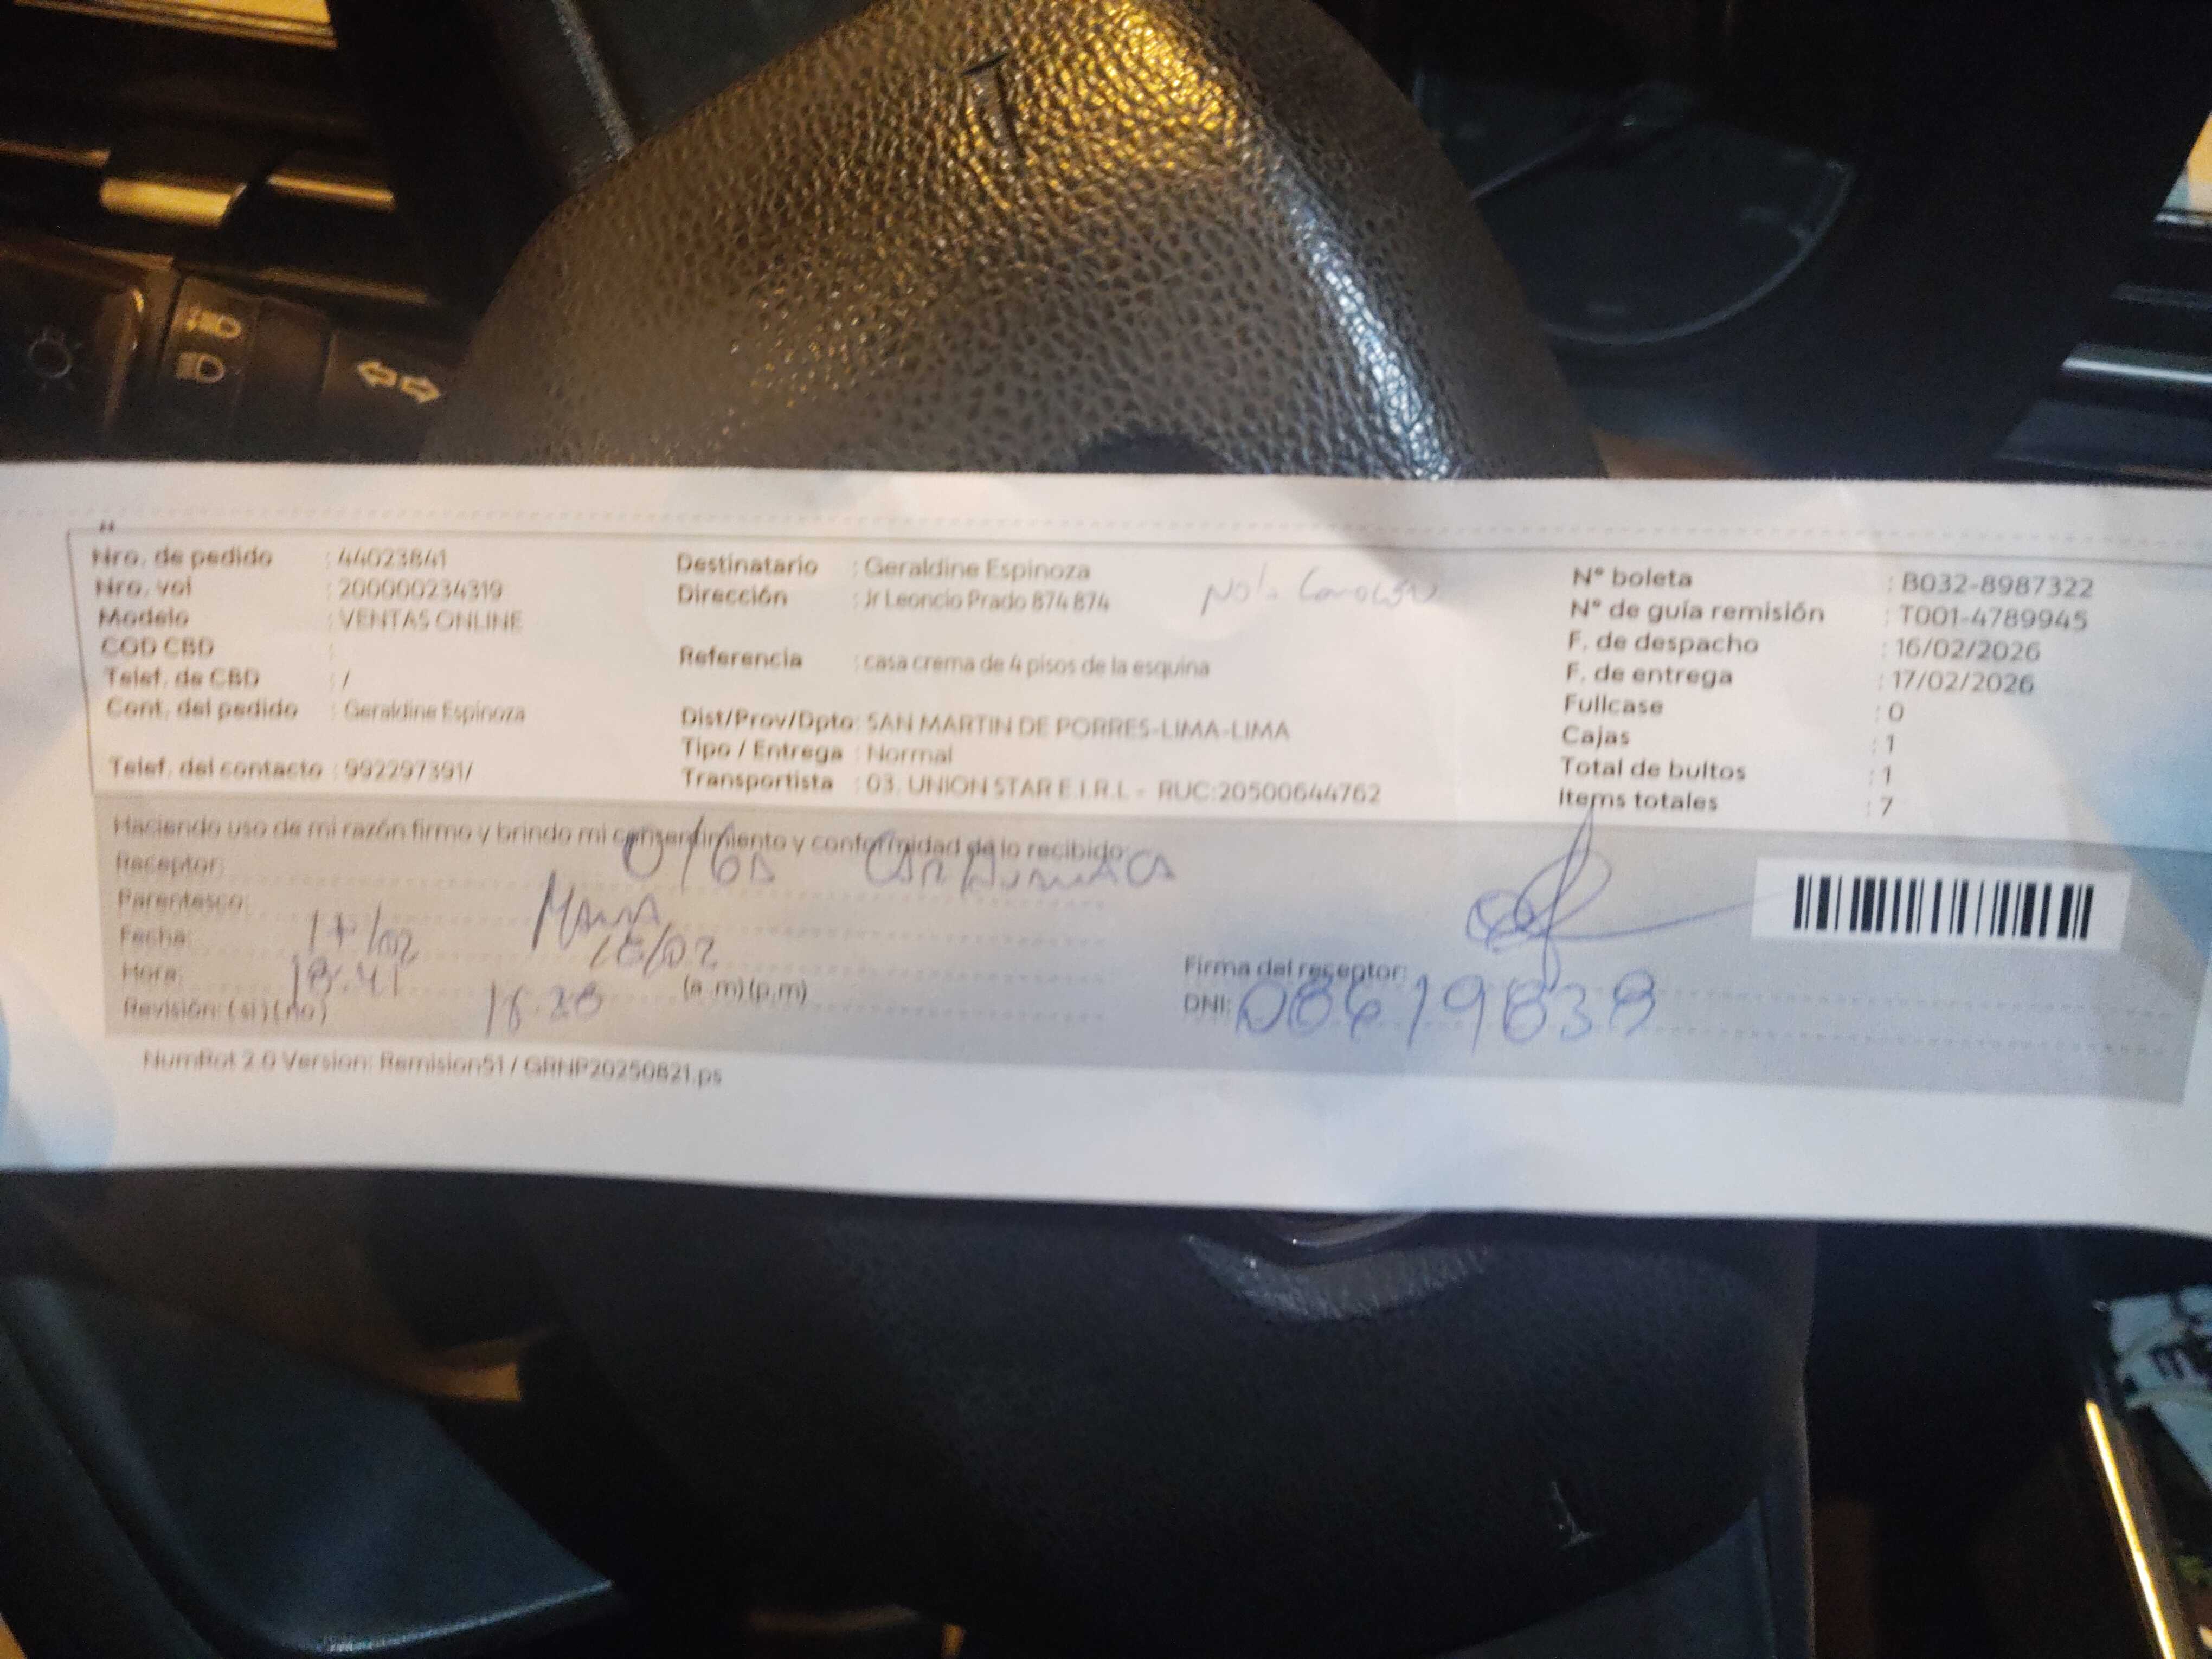 Nro. de pedido : 44023841
Nro. vol : 200000234319
Modelo : VENTAS ONLINE
COD CBD :
Telef. de CBD : /
Cont. del pedido : Geraldine Espinoza
Telef. del contacto : 992297391/
Destinatario : Geraldine Espinoza
Dirección : Jr Leoncio Prado 874 874
Referencia : casa crema de 4 pisos de la esquina
Dist/Prov/Dpto: SAN MARTIN DE PORRES-LIMA-LIMA
Tipo / Entrega : Normal
Transportista : 03. UNION STAR E.I.R.L - RUC:20500644762
N° boleta : B032-8987322
N° de guía remisión : T001-4789945
F. de despacho : 16/02/2026
F. de entrega : 17/02/2026
Fullcase : 0
Cajas : 1
Total de bultos : 1
Items totales : 7
Haciendo uso de mi razón firmo y brindo mi consentimiento y conformidad de lo recibido:
Receptor:
Parentesco:
Fecha: 17/02
Hora: 18:41 (a.m)(p.m)
Revisión: (si) (no)
Firma del receptor:
DNI:
NumBot 2.0 Version: Remision51 / GRNP20250821.ps